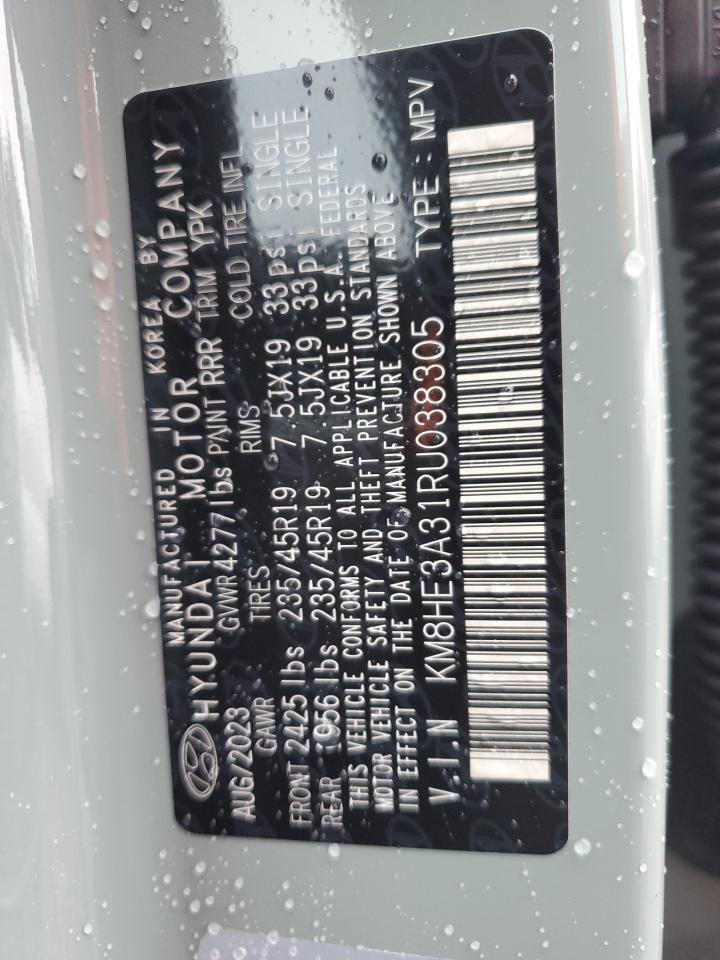 MANUFACTURED IN KOREA BY
HYUNDAI MOTOR COMPANY
AUG/2023 GVWR4277 lbs PAINT RRR TRIM YPK
GAWR TIRES RIMS COLD TIRE INFL
FRONT 2425 lbs 235/45R19 7.5JX19 33 psi SINGLE
REAR 1956 lbs 235/45R19 7.5JX19 33 psi SINGLE
THIS VEHICLE CONFORMS TO ALL APPLICABLE U.S.A. FEDERAL
MOTOR VEHICLE SAFETY AND THEFT PREVENTION STANDARDS
IN EFFECT ON THE DATE OF MANUFACTURE SHOWN ABOVE
V.I.N KM8HE3A31RU038305 TYPE : MPV